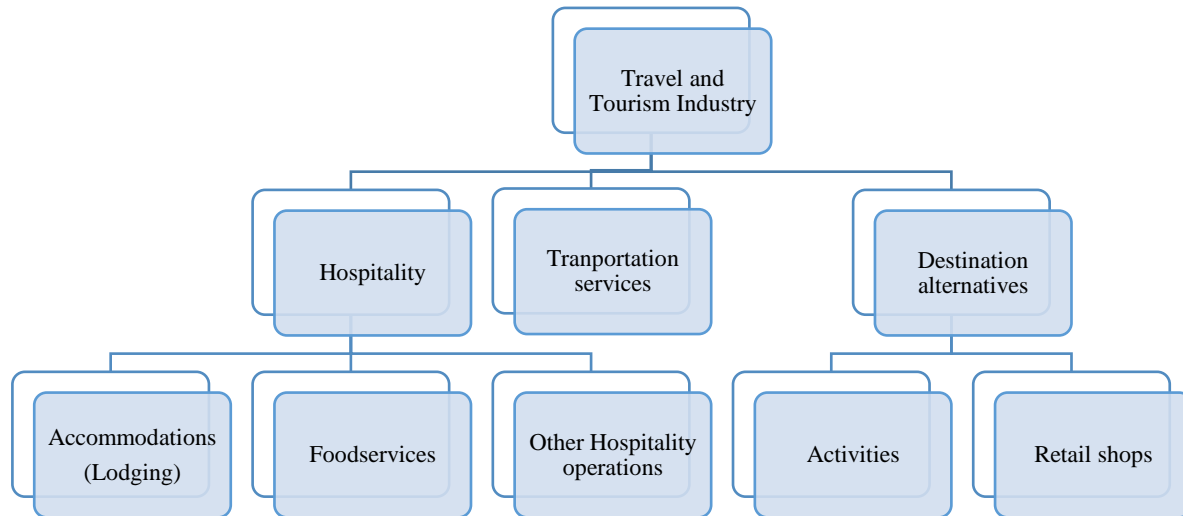 Travel and
Tourism Industry
Hospitality
Tranportation
services
Destination
alternatives
Accommodations
(Lodging)
Foodservices
Other Hospitality
operations
Activities
Retail shops